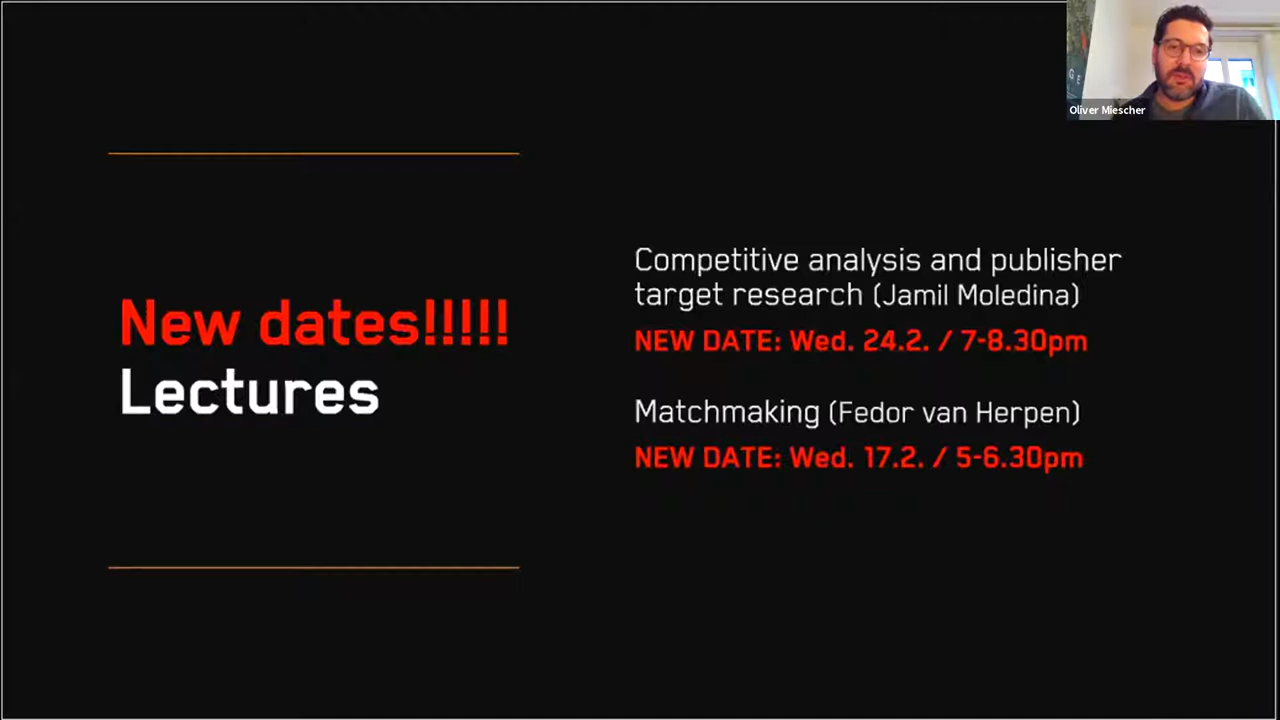 New dates!!!!!
Lectures
Competitive analysis and publisher
target research (Jamil Moledina)
NEW DATE: Wed. 24.2. / 7-8.30pm
Matchmaking (Fedor van Herpen)
NEW DATE: Wed. 17.2. / 5-6.30pm
G E
Oliver Miescher